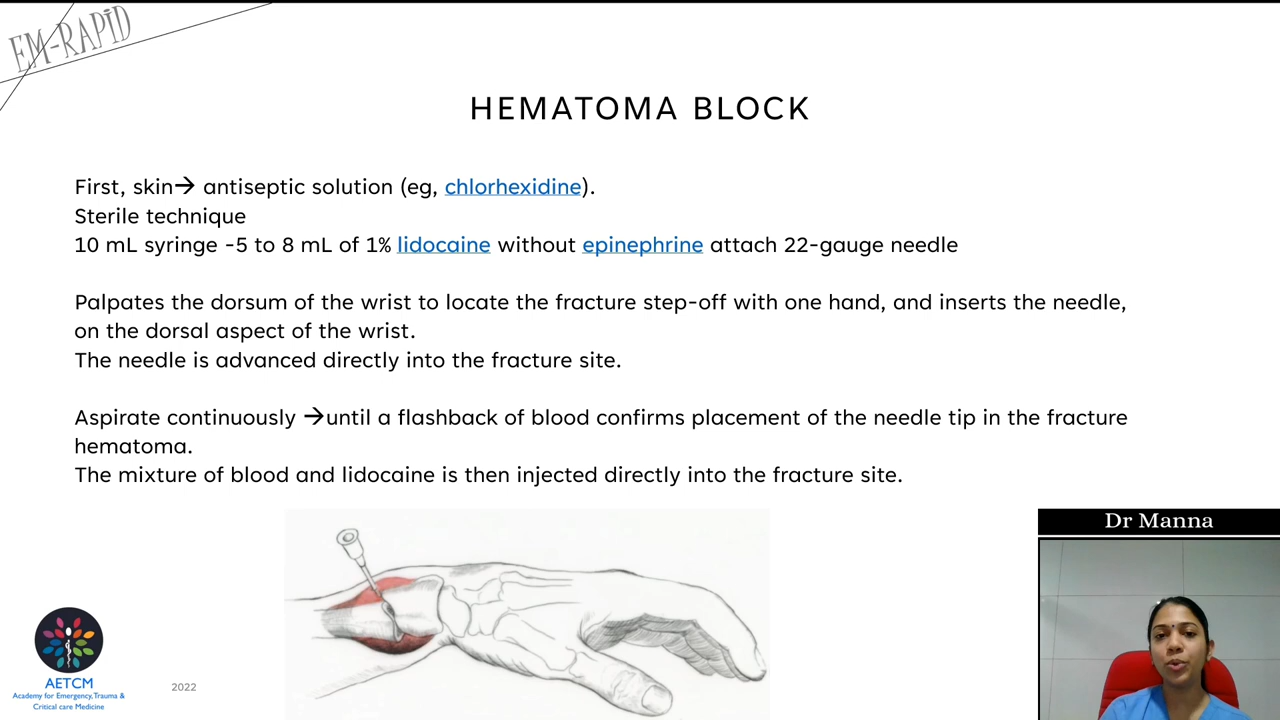 EM-RAPID
HEMATOMA BLOCK
First, skin→ antiseptic solution (eg, chlorhexidine).
Sterile technique
10 mL syringe -5 to 8 mL of 1% lidocaine without epinephrine attach 22-gauge needle
Palpates the dorsum of the wrist to locate the fracture step-off with one hand, and inserts the needle,
on the dorsal aspect of the wrist.
The needle is advanced directly into the fracture site.
Aspirate continuously →until a flashback of blood confirms placement of the needle tip in the fracture
hematoma.
The mixture of blood and lidocaine is then injected directly into the fracture site.
Dr Manna
AETCM
Academy for Emergency,Trauma &
Critical care Medicine
2022